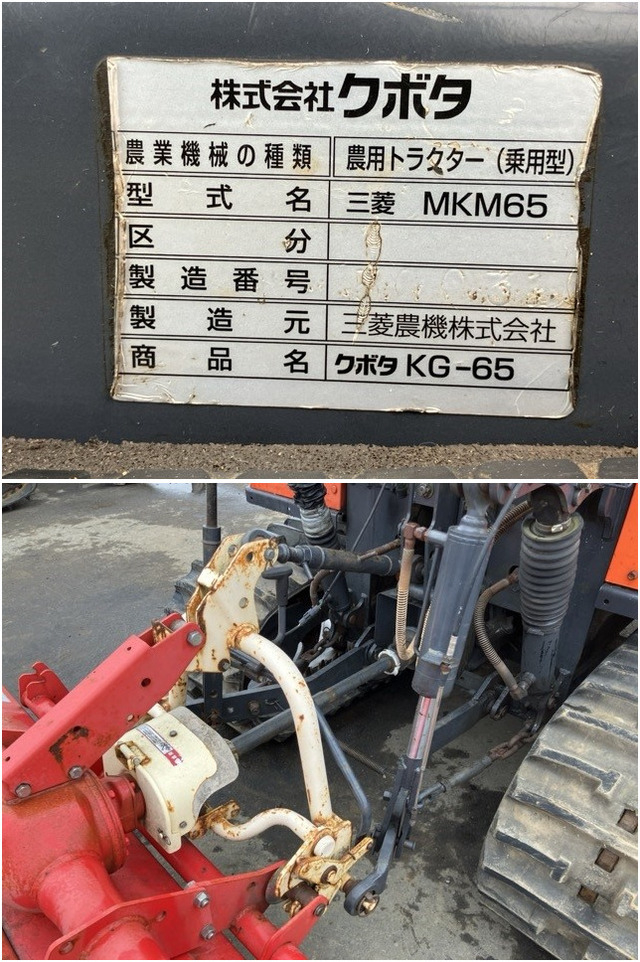 株式会社クボタ
農業機械の種類 農用トラクター（乗用型）
型式名 三菱 MKM65
区分
製造番号
製造元 三菱農機株式会社
商品名 クボタ KG-65